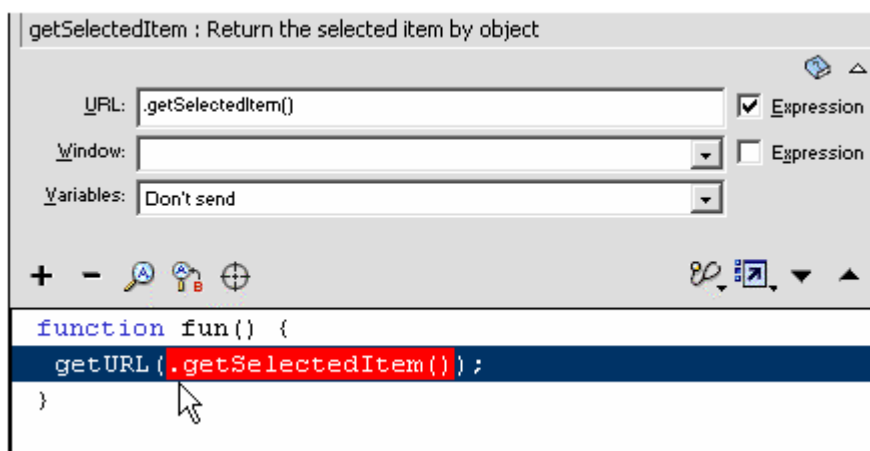 getSelectedItem : Return the selected item by object
URL: .getSelectedItem() Expression
Window: Expression
Variables: Don't send
function fun() {
getURL(.getSelectedItem());
}